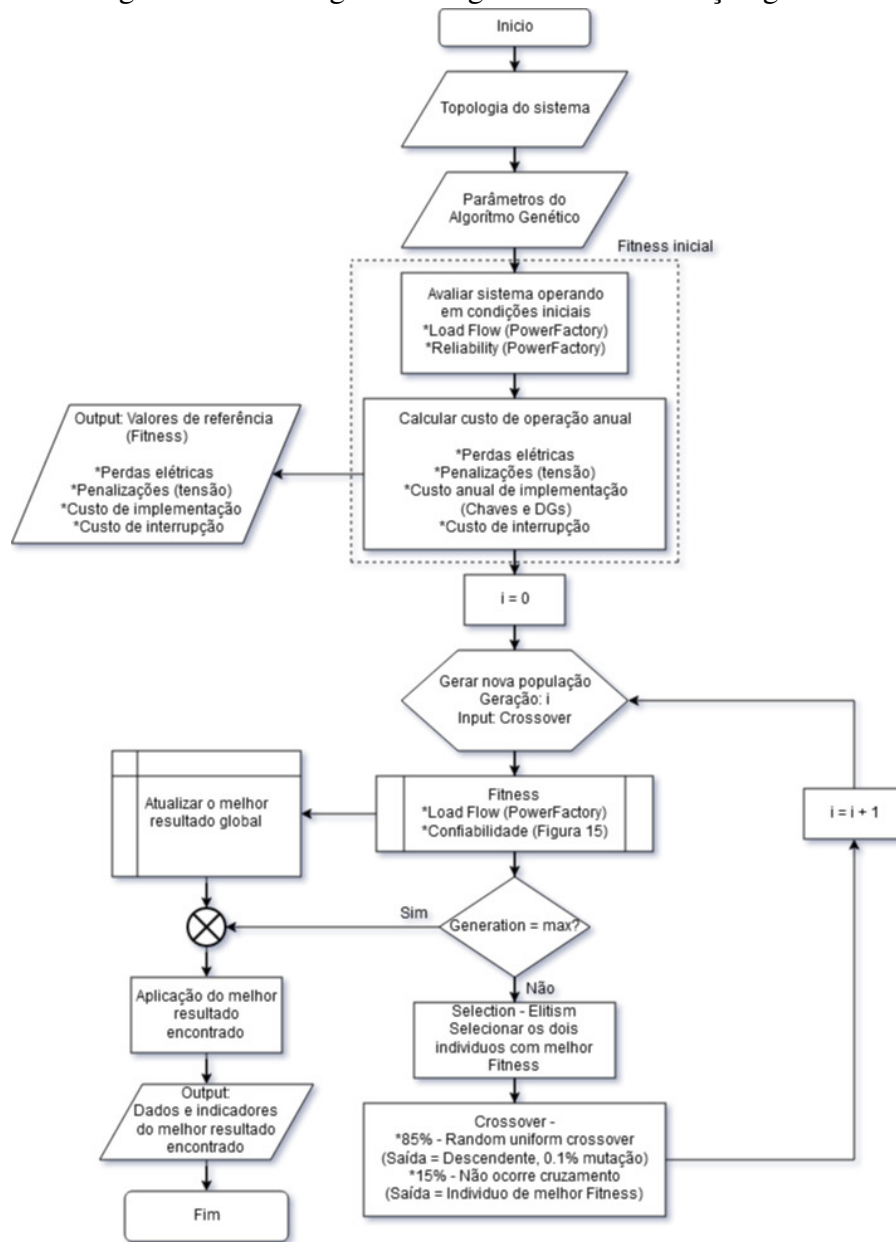 Inicio
Topologia do sistema
Parâmetros do
Algorítmo Genético
Fitness inicial
Avaliar sistema operando
em condições iniciais
*Load Flow (PowerFactory)
*Reliability (PowerFactory)
Calcular custo de operação anual
*Perdas elétricas
*Penalizações (tensão)
*Custo anual de implementação
(Chaves e DGs)
*Custo de interrupção
Output: Valores de referência
(Fitness)
*Perdas elétricas
*Penalizações (tensão)
*Custo de implementação
*Custo de interrupção
i = 0
Gerar nova população
Geração: i
Input: Crossover
Fitness
*Load Flow (PowerFactory)
*Confiabilidade (Figura 15)
Atualizar o melhor
resultado global
i = i + 1
Sim
Generation = max?
Não
Aplicação do melhor
resultado
encontrado
Selection - Elitism
Selecionar os dois
individuos com melhor
Fitness
Output:
Dados e indicadores
do melhor resultado
encontrado
Crossover -
*85% - Random uniform crossover
(Saída = Descendente, 0.1% mutação)
*15% - Não ocorre cruzamento
(Saída = Individuo de melhor Fitness)
Fim